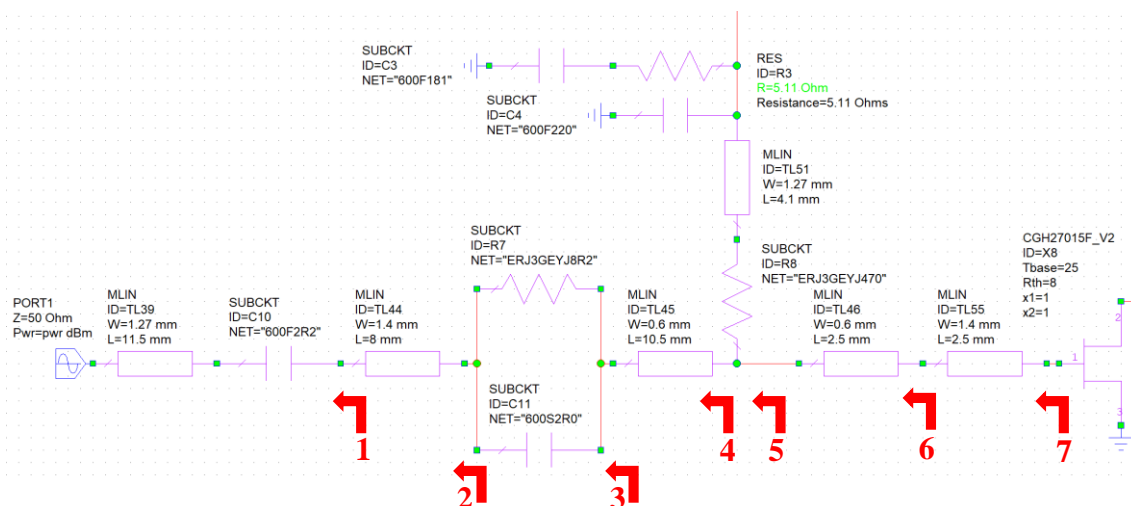 SUBCKT
ID=C3
NET="600F181"
RES
ID=R3
R=5.11 Ohm
Resistance=5.11 Ohms
SUBCKT
ID=C4
NET="600F220"
MLIN
ID=TL51
W=1.27 mm
L=4.1 mm
SUBCKT
ID=R7
NET="ERJ3GEYJ8R2"
SUBCKT
ID=R8
NET="ERJ3GEYJ470"
CGH27015F_V2
ID=X8
Tbase=25
Rth=8
x1=1
x2=1
PORT1
Z=50 Ohm
Pwr=pwr dBm
MLIN
ID=TL39
W=1.27 mm
L=11.5 mm
SUBCKT
ID=C10
NET="600F2R2"
MLIN
ID=TL44
W=1.4 mm
L=8 mm
MLIN
ID=TL45
W=0.6 mm
L=10.5 mm
MLIN
ID=TL46
W=0.6 mm
L=2.5 mm
MLIN
ID=TL55
W=1.4 mm
L=2.5 mm
2
1
3
SUBCKT
ID=C11
NET="600S2R0"
1
2
3
4
5
6
7